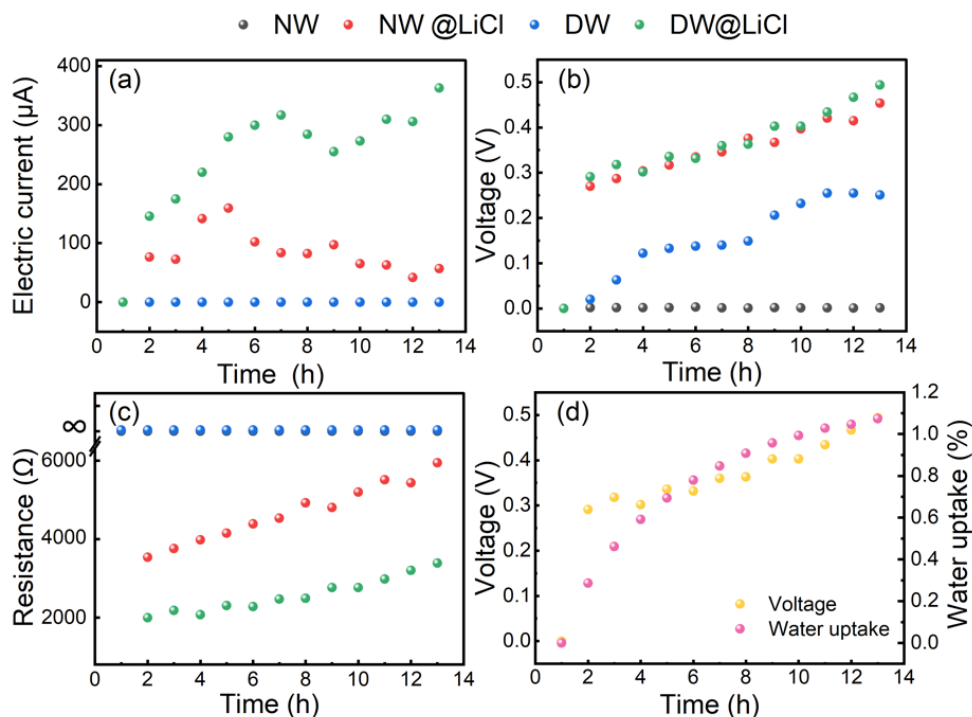 NW NW @LiCl DW DW@LiCl
(a)
Electric current (μA)
400
300
200
100
0
0 2 4 6 8 10 12 14
Time (h)
(b)
Voltage (V)
0.5
0.4
0.3
0.2
0.1
0.0
0 2 4 6 8 10 12 14
Time (h)
(c)
Resistance (Ω)
∞
6000
4000
2000
0 2 4 6 8 10 12 14
Time (h)
(d)
Voltage (V)
0.5
0.4
0.3
0.2
0.1
0.0
Voltage
Water uptake
0 2 4 6 8 10 12 14
Time (h)
1.2
1.0
0.8
0.6
0.4
0.2
0.0
Water uptake (%)